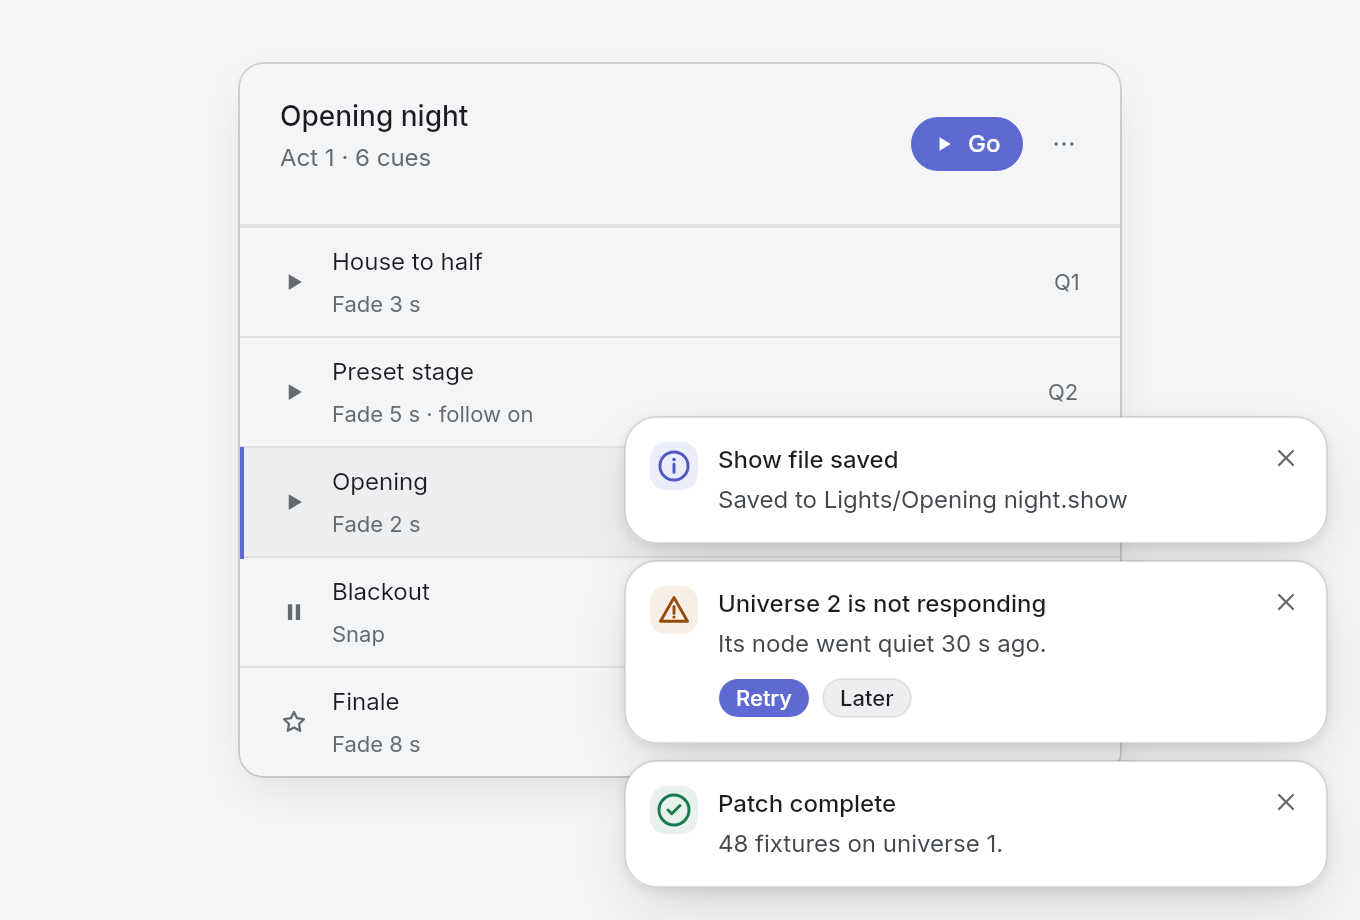 Opening night
Act 1 · 6 cues
Go
House to half
Fade 3 s
Q1
Preset stage
Fade 5 s · follow on
Q2
Opening
Fade 2 s
Blackout
Snap
Finale
Fade 8 s
Show file saved
Saved to Lights/Opening night.show
Universe 2 is not responding
Its node went quiet 30 s ago.
Retry
Later
Patch complete
48 fixtures on universe 1.